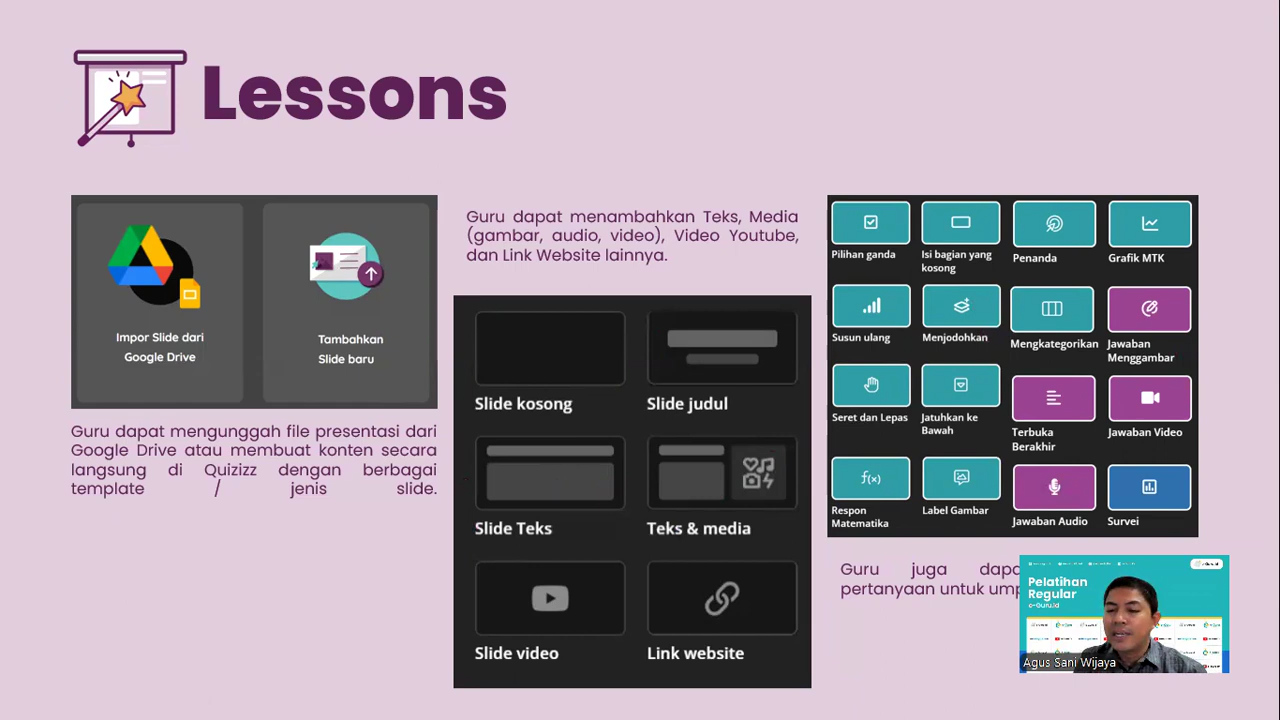 Lessons
Impor Slide dari
Google Drive
Tambahkan
Slide baru
Guru dapat mengunggah file presentasi dari
Google Drive atau membuat konten secara
langsung di Quizizz dengan berbagai
template / jenis slide.
Guru dapat menambahkan Teks, Media
(gambar, audio, video), Video Youtube,
dan Link Website lainnya.
Slide kosong
Slide judul
Slide Teks
Teks & media
Slide video
Link website
Pilihan ganda
Isi bagian yang
kosong
Penanda
Grafik MTK
Susun ulang
Menjodohkan
Mengkategorikan
Jawaban
Menggambar
Seret dan Lepas
Jatuhkan ke
Bawah
Terbuka
Berakhir
Jawaban Video
f(x)
Respon
Matematika
Label Gambar
Jawaban Audio
Survei
Guru juga
pertanyaan untuk
Pelatihan
Regular
e-Guru.id
Agus Sani Wijaya